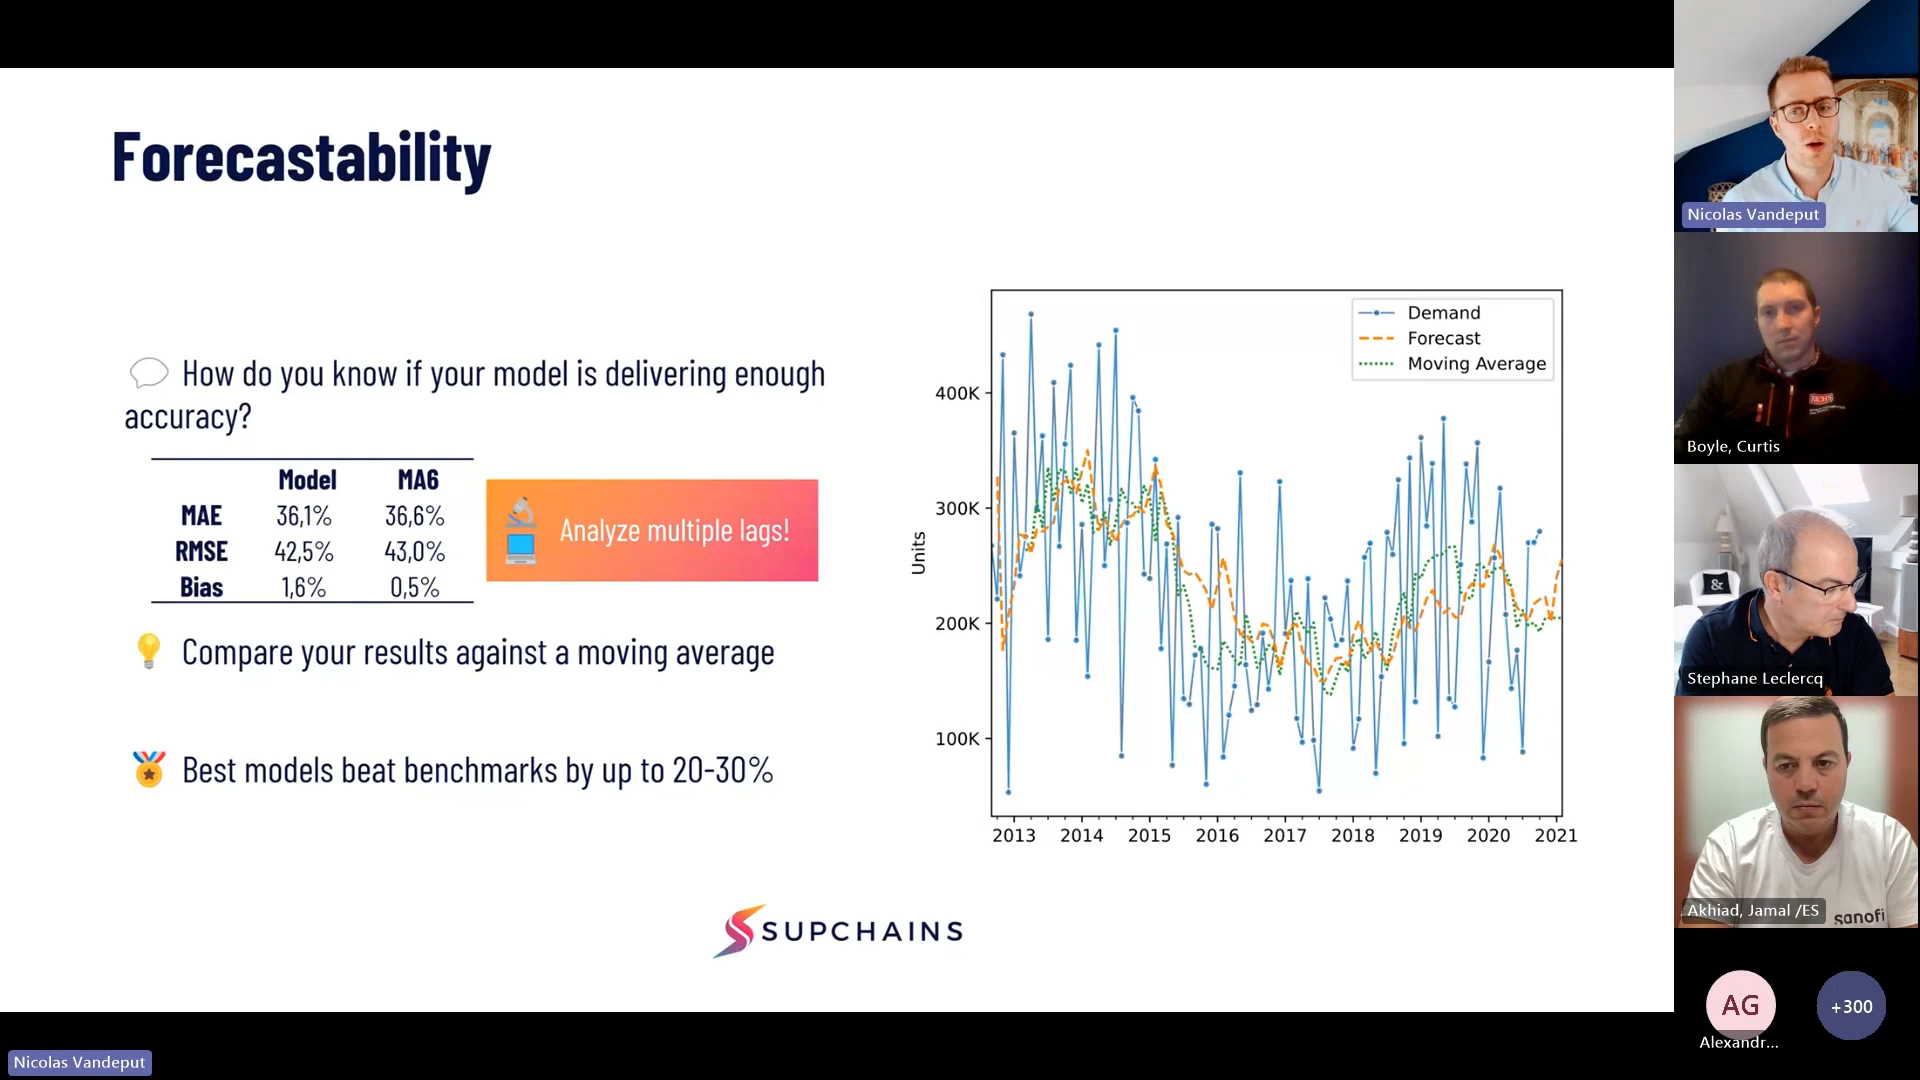 Forecastability
How do you know if your model is delivering enough
accuracy?
Model MA6
MAE 36,1% 36,6%
RMSE 42,5% 43,0%
Bias 1,6% 0,5%
Analyze multiple lags!
Compare your results against a moving average
Best models beat benchmarks by up to 20-30%
Demand
Forecast
Moving Average
Units
400K
300K
200K
100K
2013 2014 2015 2016 2017 2018 2019 2020 2021
SUPCHAINS
Nicolas Vandeput
Nicolas Vandeput
RICH'S
Boyle, Curtis
&
Stephane Leclercq
Akhiad, Jamal /ES
sanofi
AG
Alexandr...
+300